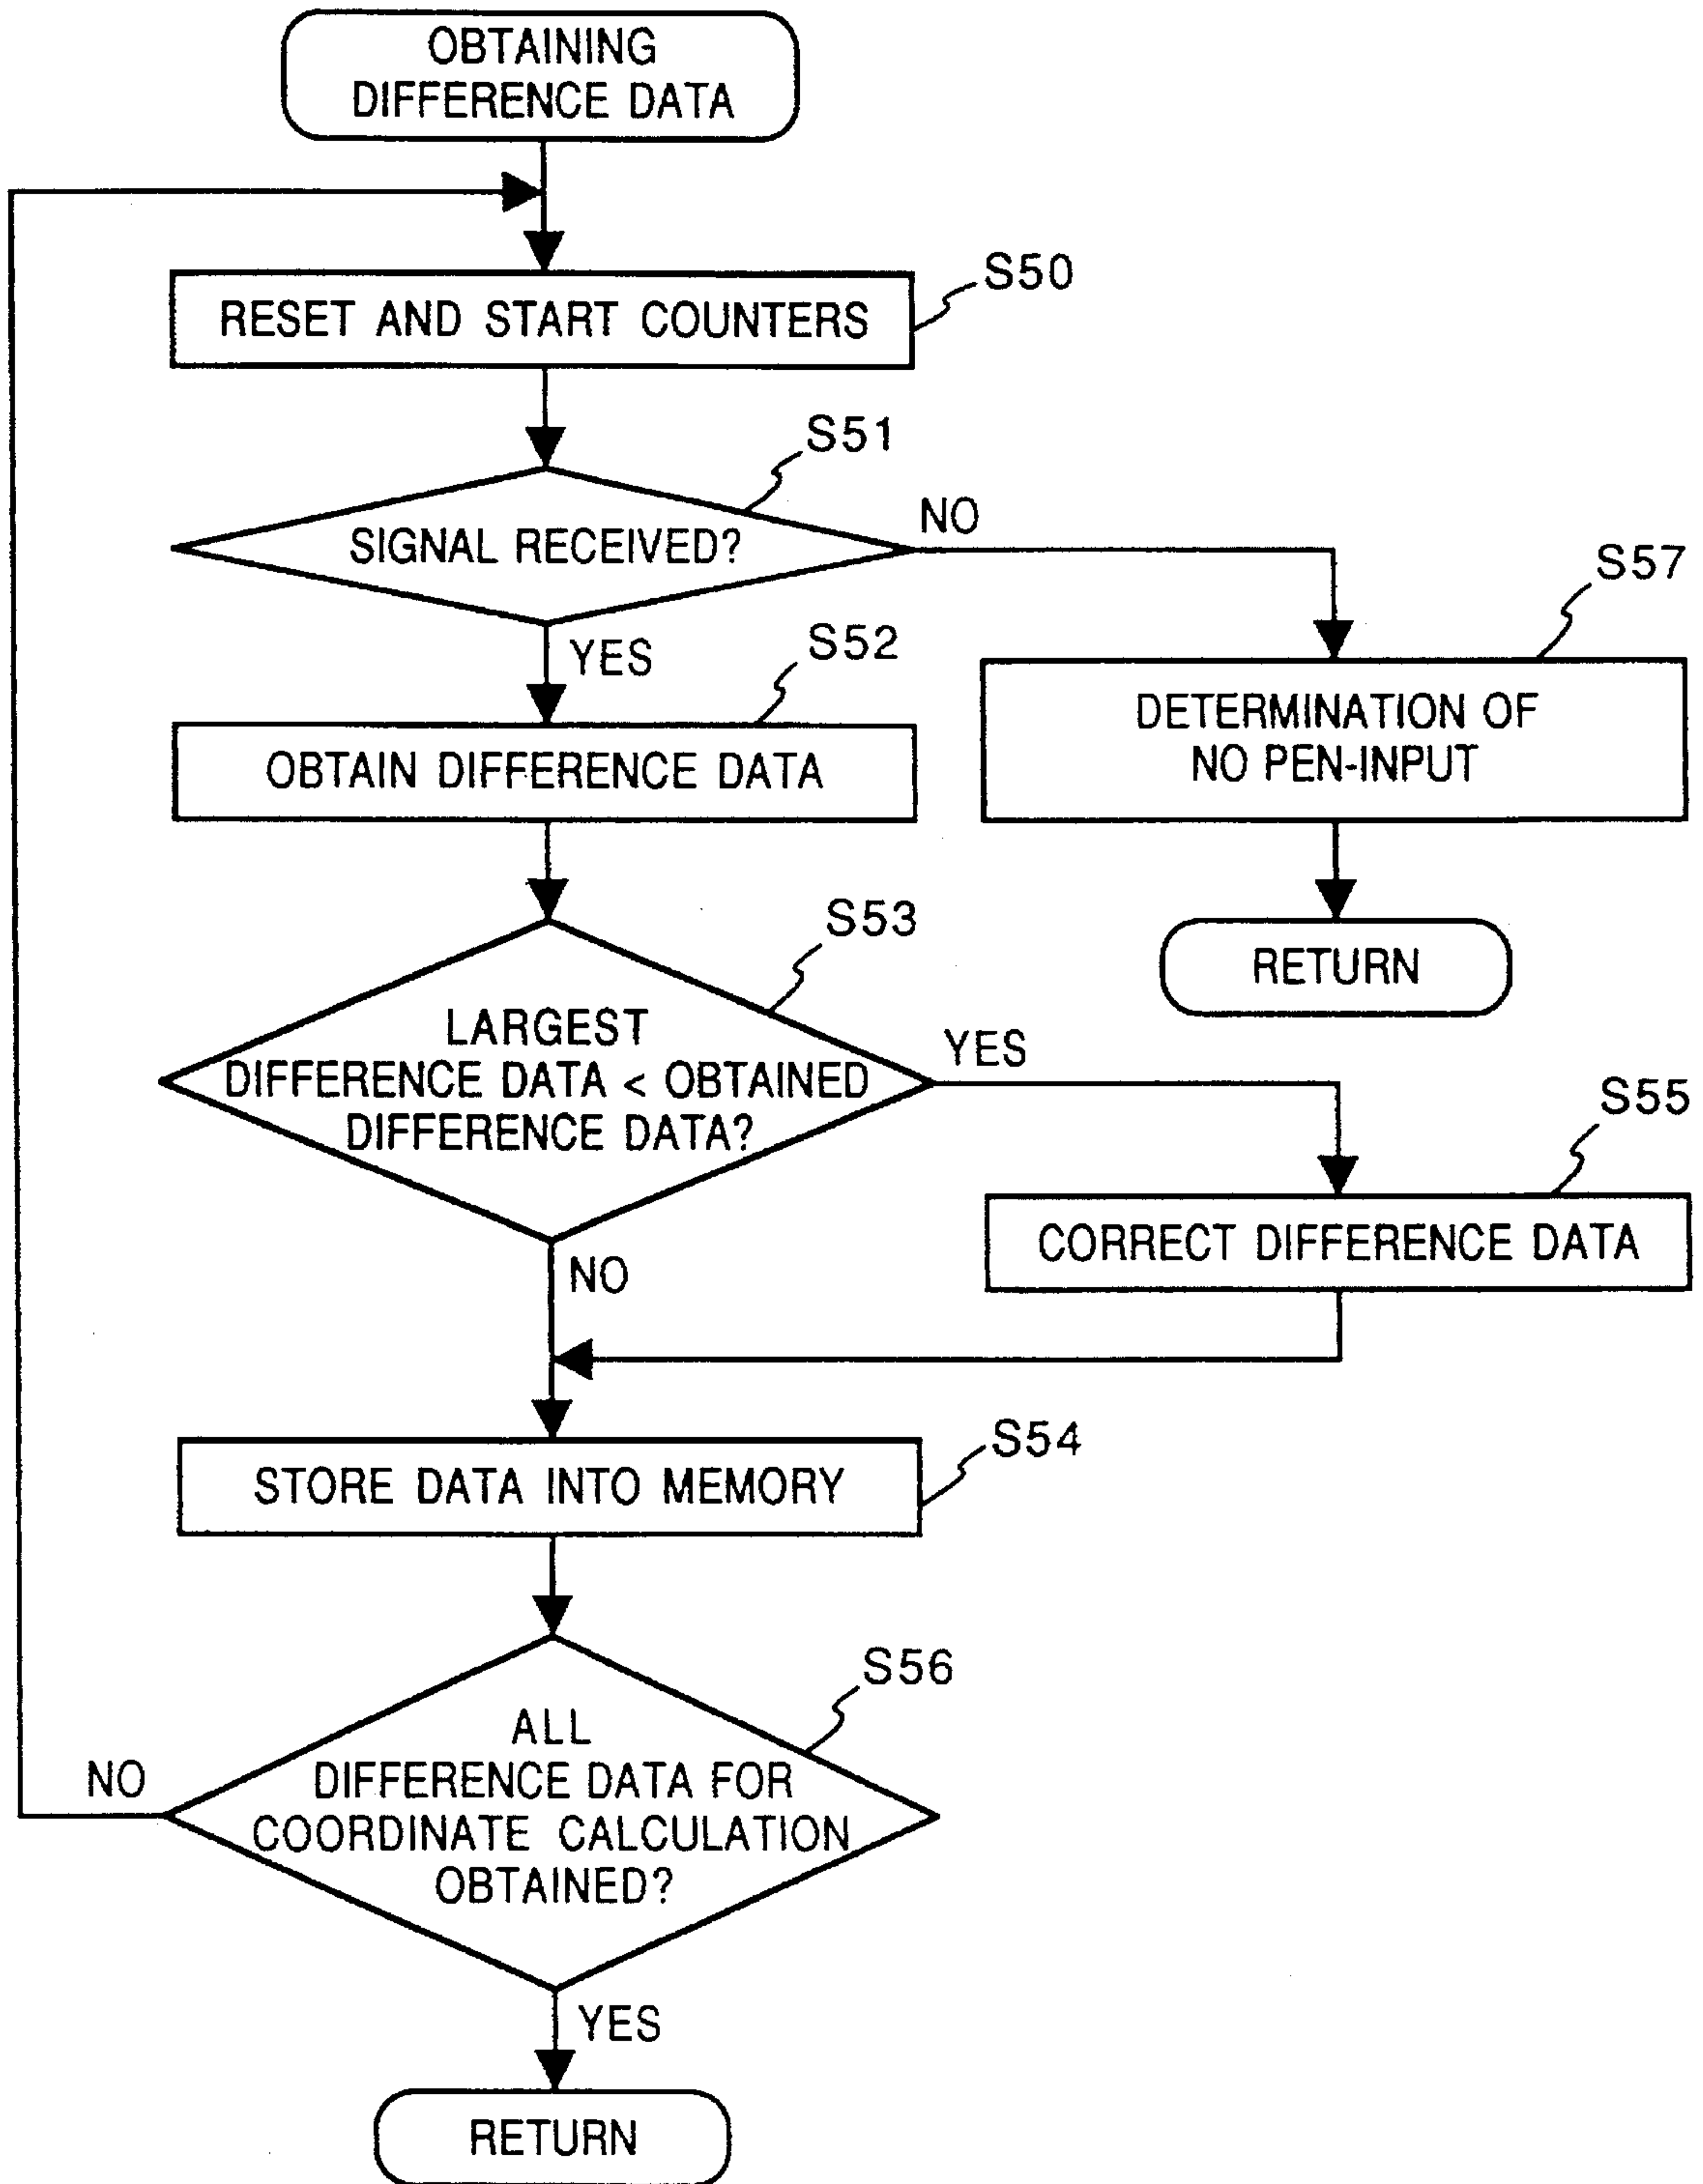 OBTAINING
DIFFERENCE DATA
RESET AND START COUNTERS
S50
S51
SIGNAL RECEIVED?
NO
YES
S57
DETERMINATION OF
NO PEN-INPUT
RETURN
S52
OBTAIN DIFFERENCE DATA
S53
LARGEST
DIFFERENCE DATA < OBTAINED
DIFFERENCE DATA?
YES
NO
S55
CORRECT DIFFERENCE DATA
S54
STORE DATA INTO MEMORY
S56
ALL
DIFFERENCE DATA FOR
COORDINATE CALCULATION
OBTAINED?
NO
YES
RETURN